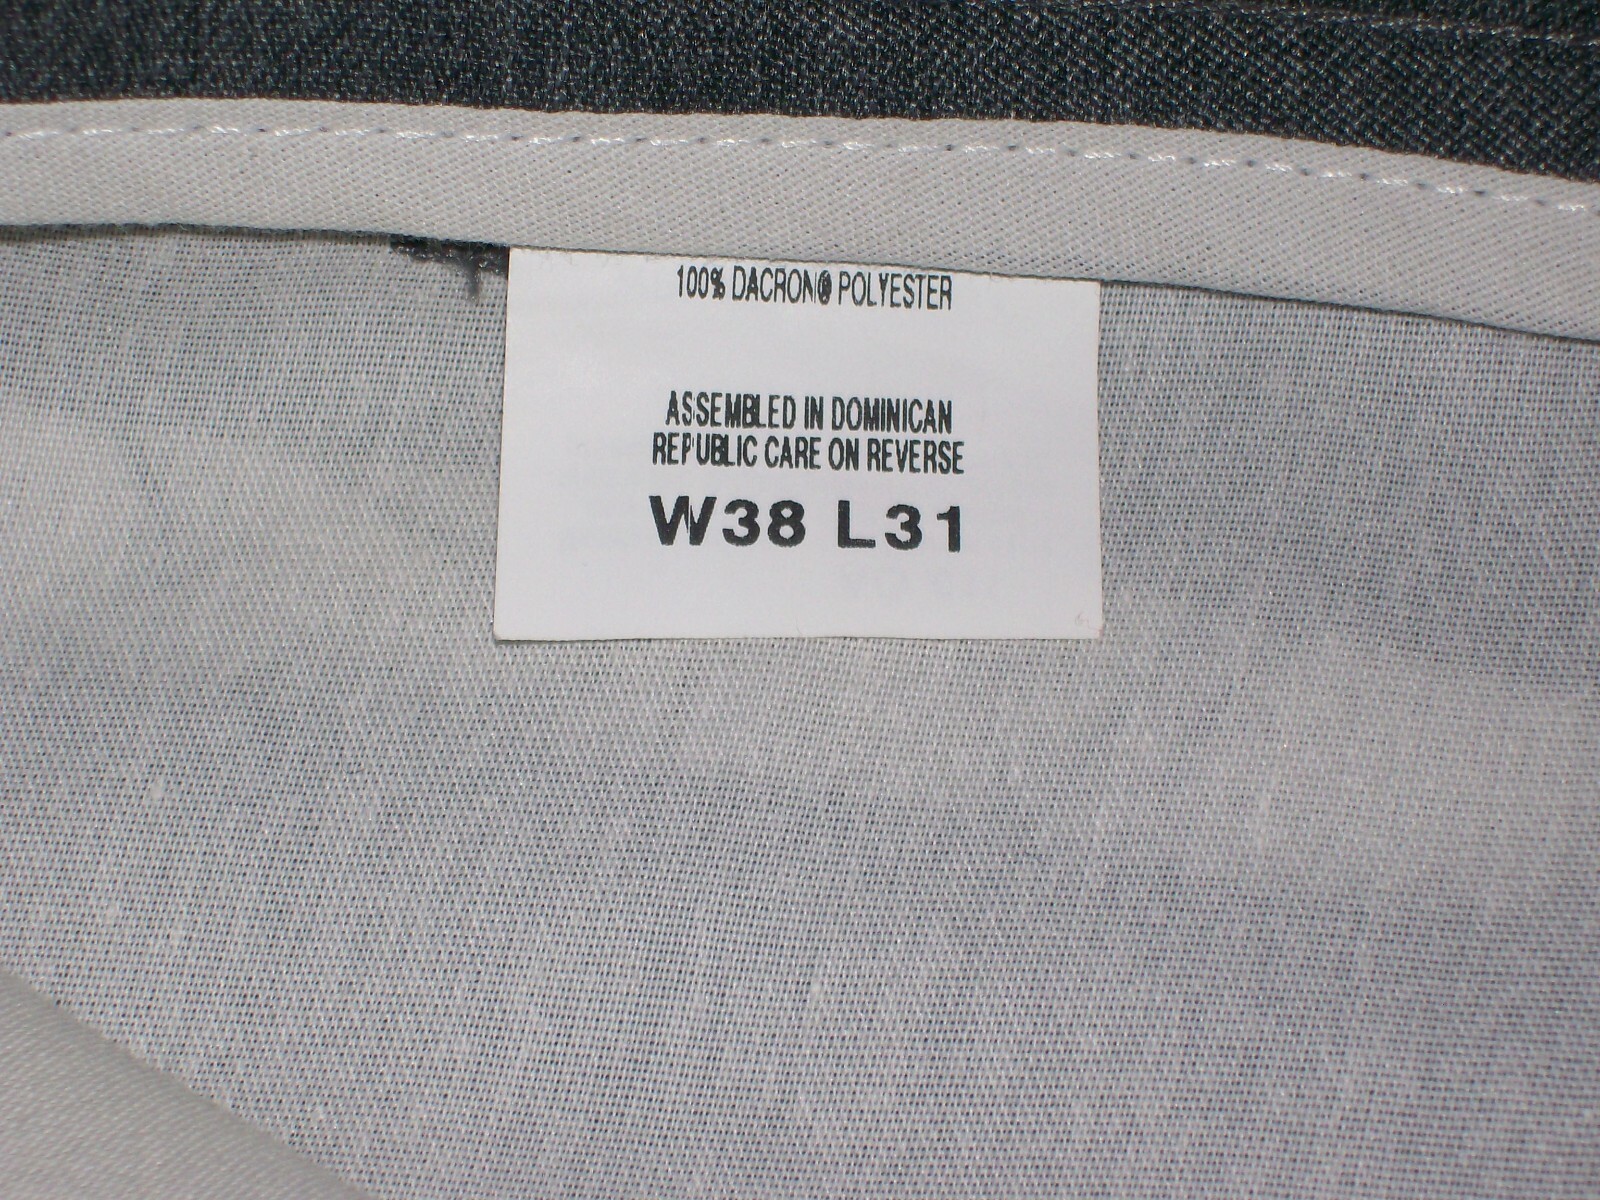 100% DACRON® POLYESTER
ASSEMBLED IN DOMINICAN
REPUBLIC CARE ON REVERSE
W38 L31